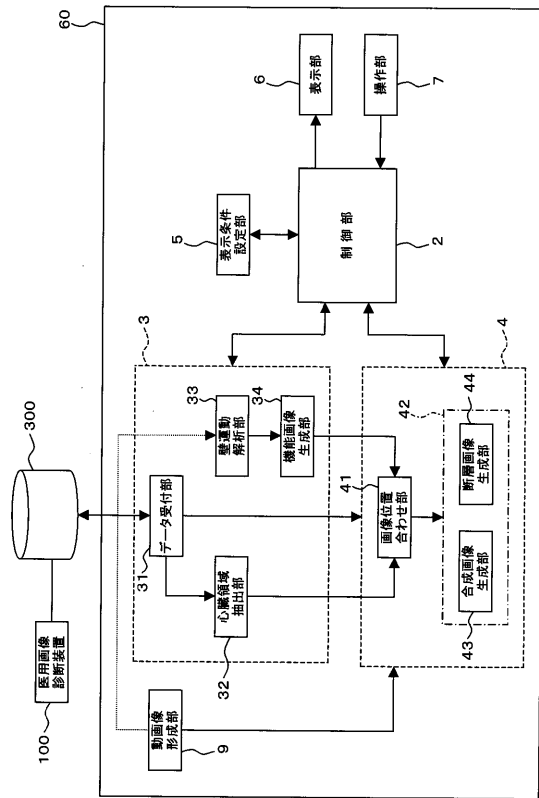 医用画像
診断装置
100
300
60
動画像
形成部
9
3
データ受付部
31
心臓領域
抽出部
32
壁運動
解析部
33
機能画像
生成部
34
4
画像位置
合わせ部
41
42
合成画像
生成部
43
断層画像
生成部
44
表示条件
設定部
5
制御部
2
表示部
6
操作部
7